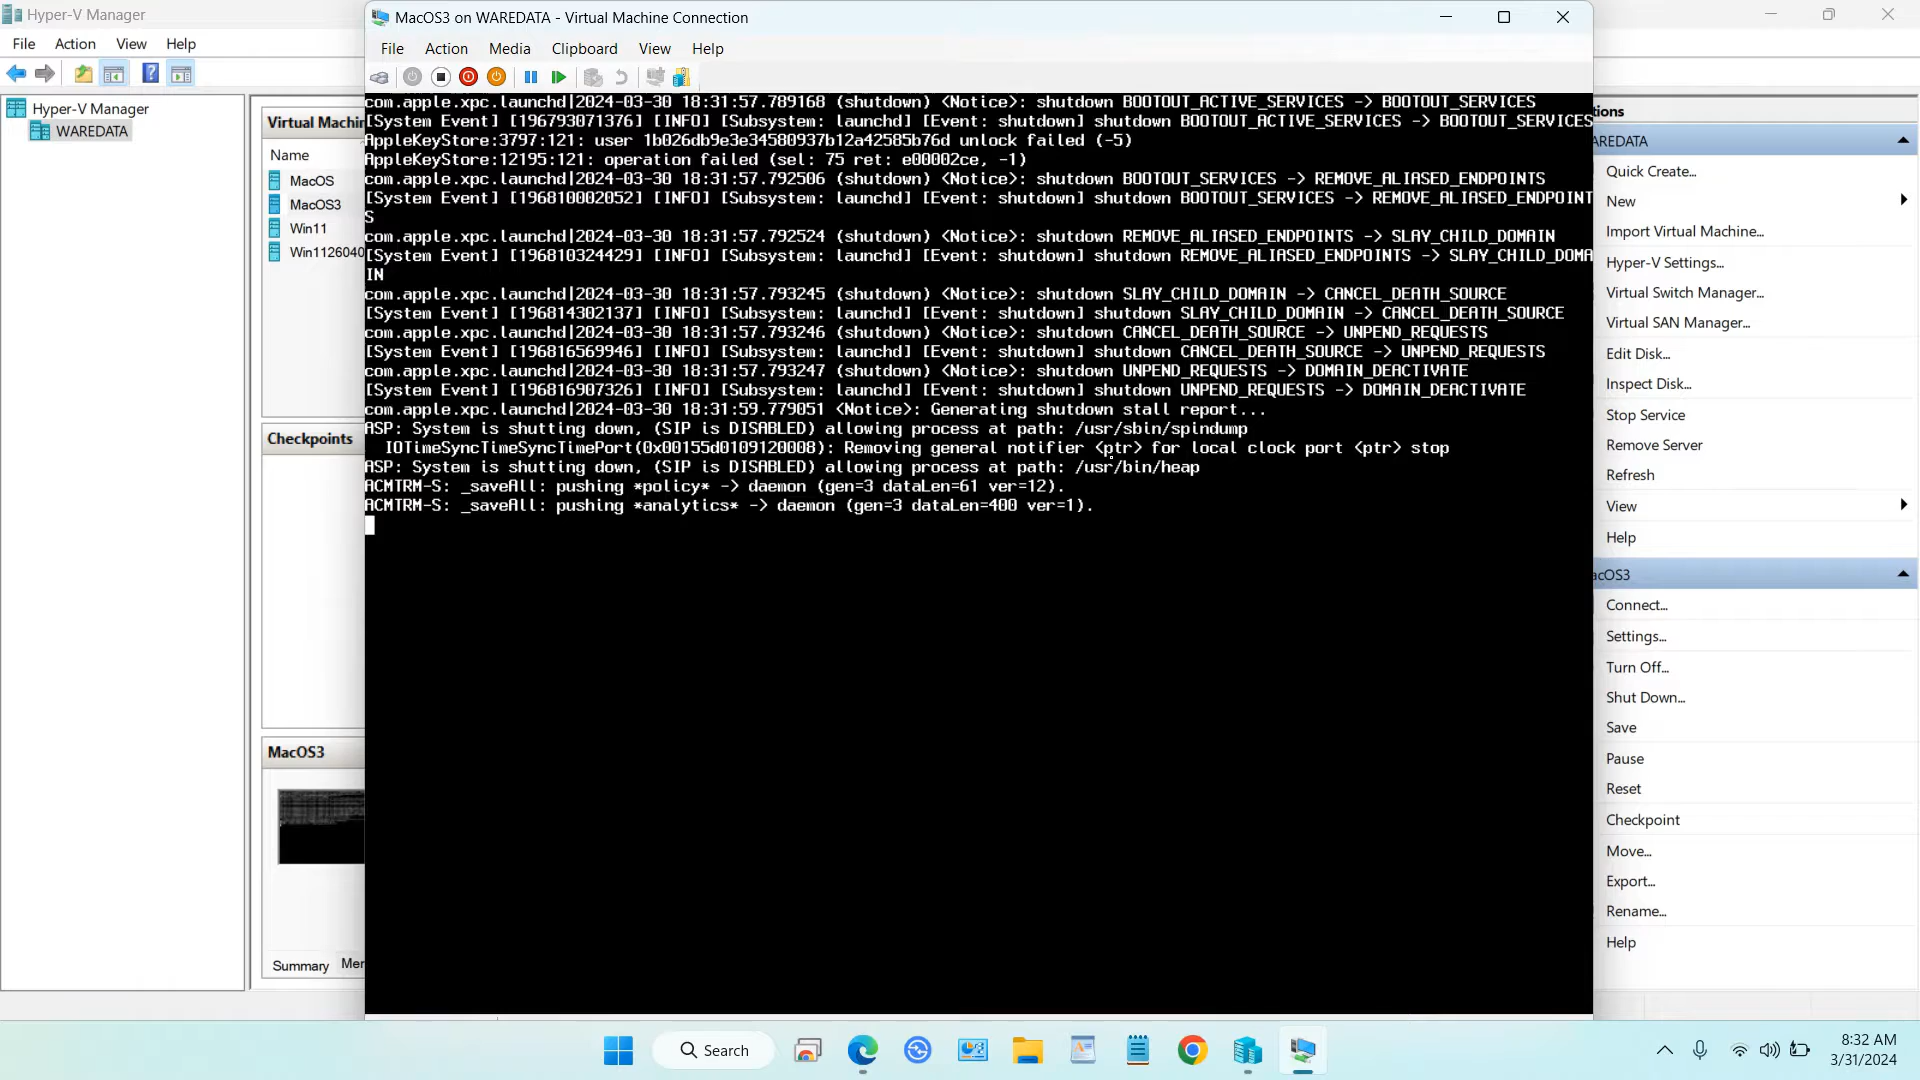 Hyper-V Manager
File Action View Help
Hyper-V Manager
WAREDATA
Virtual Machin
Name
MacOS
MacOS3
Win11
Win1126040
Checkpoints
MacOS3
Summary Mer
MacOS3 on WAREDATA - Virtual Machine Connection
File Action Media Clipboard View Help
com.apple.xpc.launchd|2024-03-30 18:31:57.789168 (shutdown) <Notice>: shutdown BOOTOUT_ACTIVE_SERVICES -> BOOTOUT_SERVICES
[System Event] [196793071376] [INFO] [Subsystem: launchd] [Event: shutdown] shutdown BOOTOUT_ACTIVE_SERVICES -> BOOTOUT_SERVICES
AppleKeyStore:3797:121: user 1b026db9e3e34580937b12a42585b76d unlock failed (-5)
AppleKeyStore:12195:121: operation failed (sel: 75 ret: e00002ce, -1)
com.apple.xpc.launchd|2024-03-30 18:31:57.792506 (shutdown) <Notice>: shutdown BOOTOUT_SERVICES -> REMOVE_ALIASED_ENDPOINTS
[System Event] [196810002052] [INFO] [Subsystem: launchd] [Event: shutdown] shutdown BOOTOUT_SERVICES -> REMOVE_ALIASED_ENDPOINT
S
com.apple.xpc.launchd|2024-03-30 18:31:57.792524 (shutdown) <Notice>: shutdown REMOVE_ALIASED_ENDPOINTS -> SLAY_CHILD_DOMAIN
[System Event] [196810324429] [INFO] [Subsystem: launchd] [Event: shutdown] shutdown REMOVE_ALIASED_ENDPOINTS -> SLAY_CHILD_DOMA
IN
com.apple.xpc.launchd|2024-03-30 18:31:57.793245 (shutdown) <Notice>: shutdown SLAY_CHILD_DOMAIN -> CANCEL_DEATH_SOURCE
[System Event] [196814302137] [INFO] [Subsystem: launchd] [Event: shutdown] shutdown SLAY_CHILD_DOMAIN -> CANCEL_DEATH_SOURCE
com.apple.xpc.launchd|2024-03-30 18:31:57.793246 (shutdown) <Notice>: shutdown CANCEL_DEATH_SOURCE -> UNPEND_REQUESTS
[System Event] [196816569946] [INFO] [Subsystem: launchd] [Event: shutdown] shutdown CANCEL_DEATH_SOURCE -> UNPEND_REQUESTS
com.apple.xpc.launchd|2024-03-30 18:31:57.793247 (shutdown) <Notice>: shutdown UNPEND_REQUESTS -> DOMAIN_DEACTIVATE
[System Event] [196816907326] [INFO] [Subsystem: launchd] [Event: shutdown] shutdown UNPEND_REQUESTS -> DOMAIN_DEACTIVATE
com.apple.xpc.launchd|2024-03-30 18:31:59.779051 <Notice>: Generating shutdown stall report...
ASP: System is shutting down, (SIP is DISABLED) allowing process at path: /usr/sbin/spindump
IOTimeSyncTimeSyncTimePort(0x00155d0109120008): Removing general notifier <ptr> for local clock port <ptr> stop
ASP: System is shutting down, (SIP is DISABLED) allowing process at path: /usr/bin/heap
ACMTRM-S: _saveAll: pushing *policy* -> daemon (gen=3 dataLen=61 ver=12).
ACMTRM-S: _saveAll: pushing *analytics* -> daemon (gen=3 dataLen=400 ver=1).
ions
AREDATA
Quick Create...
New
Import Virtual Machine...
Hyper-V Settings...
Virtual Switch Manager...
Virtual SAN Manager...
Edit Disk...
Inspect Disk...
Stop Service
Remove Server
Refresh
View
Help
acOS3
Connect...
Settings...
Turn Off...
Shut Down...
Save
Pause
Reset
Checkpoint
Move...
Export...
Rename...
Help
Search
8:32 AM
3/31/2024